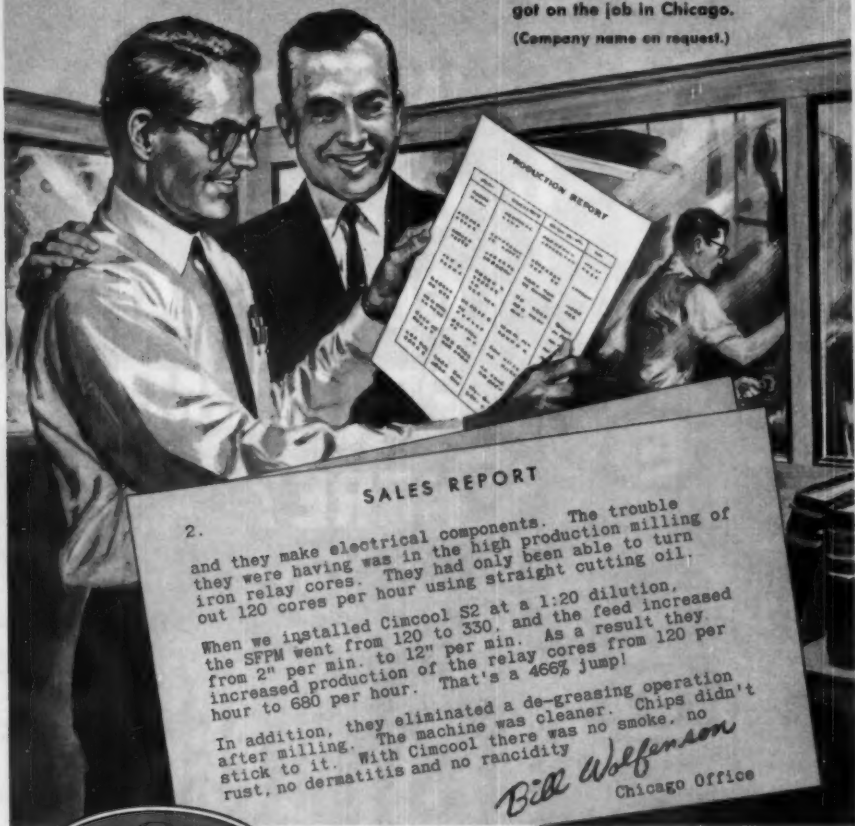 got on the job in Chicago.
(Company name on request.)
PRODUCTION REPORT
SALES REPORT
2.
and they make electrical components. The trouble
they were having was in the high production milling of
iron relay cores. They had only been able to turn
out 120 cores per hour using straight cutting oil.
When we installed Cimcool S2 at a 1:20 dilution,
the SFPM went from 120 to 330, and the feed increased
from 2" per min. to 12" per min. As a result they
increased production of the relay cores from 120 per
hour to 680 per hour. That's a 466% jump!
In addition, they eliminated a de-greasing operation
after milling. The machine was cleaner. Chips didn't
stick to it. With Cimcool there was no smoke, no
rust, no dermatitis and no rancidity
Bill Wolfenson
Chicago Office